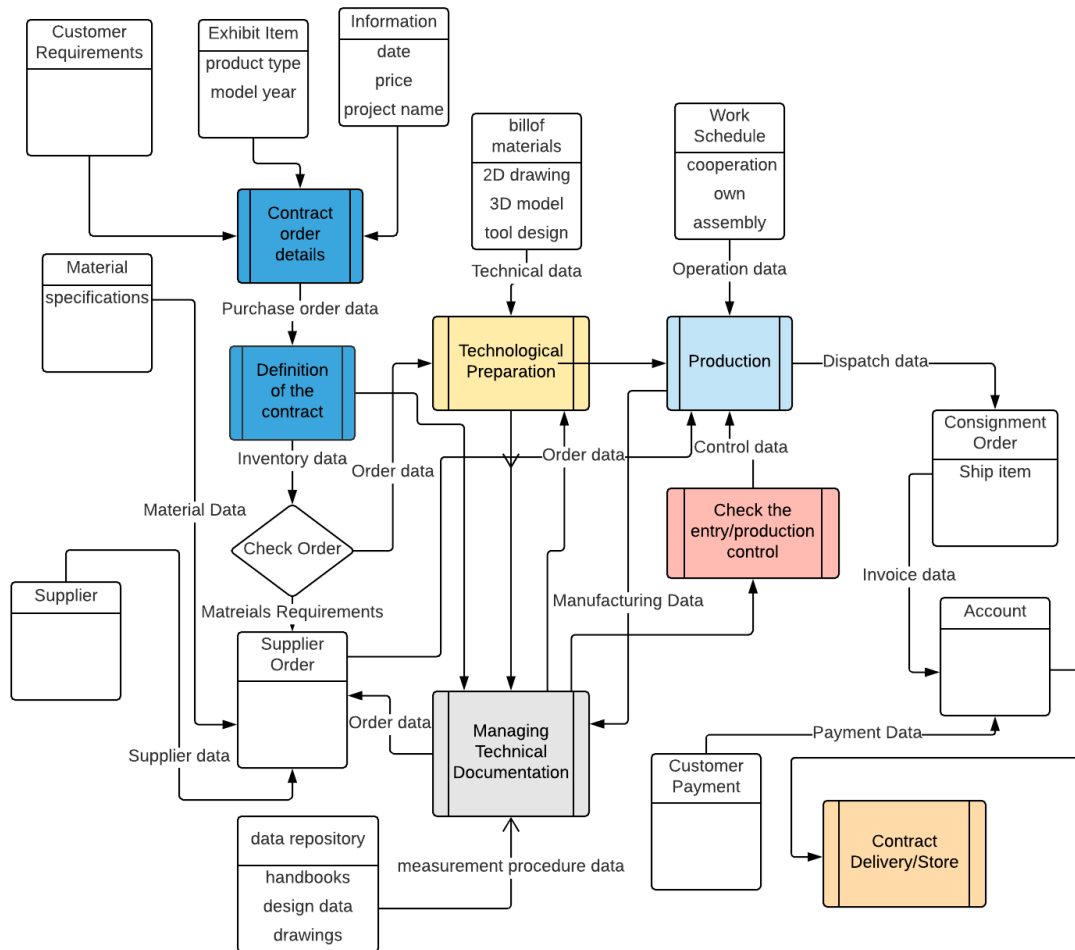 Customer
Requirements
Exhibit Item
product type
model year
Information
date
price
project name
billof
materials
2D drawing
3D model
tool design
Work
Schedule
cooperation
own
assembly
Contract
order
details
Material
specifications
Technical data
Operation data
Purchase order data
Technological
Preparation
Production
Dispatch data
Definition
of the
contract
Consignment
Order
Ship item
Inventory data
Order data
Order data
Control data
Material Data
Check Order
Check the
entry/production
control
Invoice data
Supplier
Matreials Requirements
Manufacturing Data
Account
Supplier
Order
Order data
Managing
Technical
Documentation
Payment Data
Supplier data
Customer
Payment
Contract
Delivery/Store
data repository
handbooks
design data
drawings
measurement procedure data